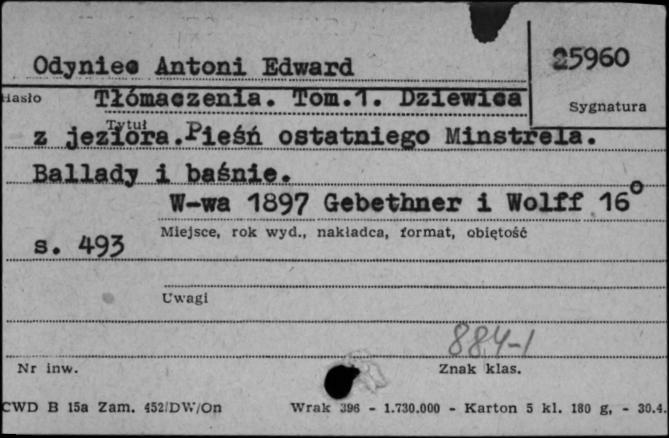 Odyniec Antoni Edward
25960
Hasło
Tłómaczenia. Tom.1. Dziewica
Sygnatura
Tytuł
z jeziora. Pieśń ostatniego Minstrela.
Ballady i baśnie.
W-wa 1897 Gebethner i Wolff 16°
s. 493
Miejsce, rok wyd., nakładca, format, objętość
Uwagi
884-1
Nr inw.
Znak klas.
CWD B 15a Zam. 452/DW/On
Wrak 396 - 1.730.000 - Karton 5 kl. 180 g, - 30.4.